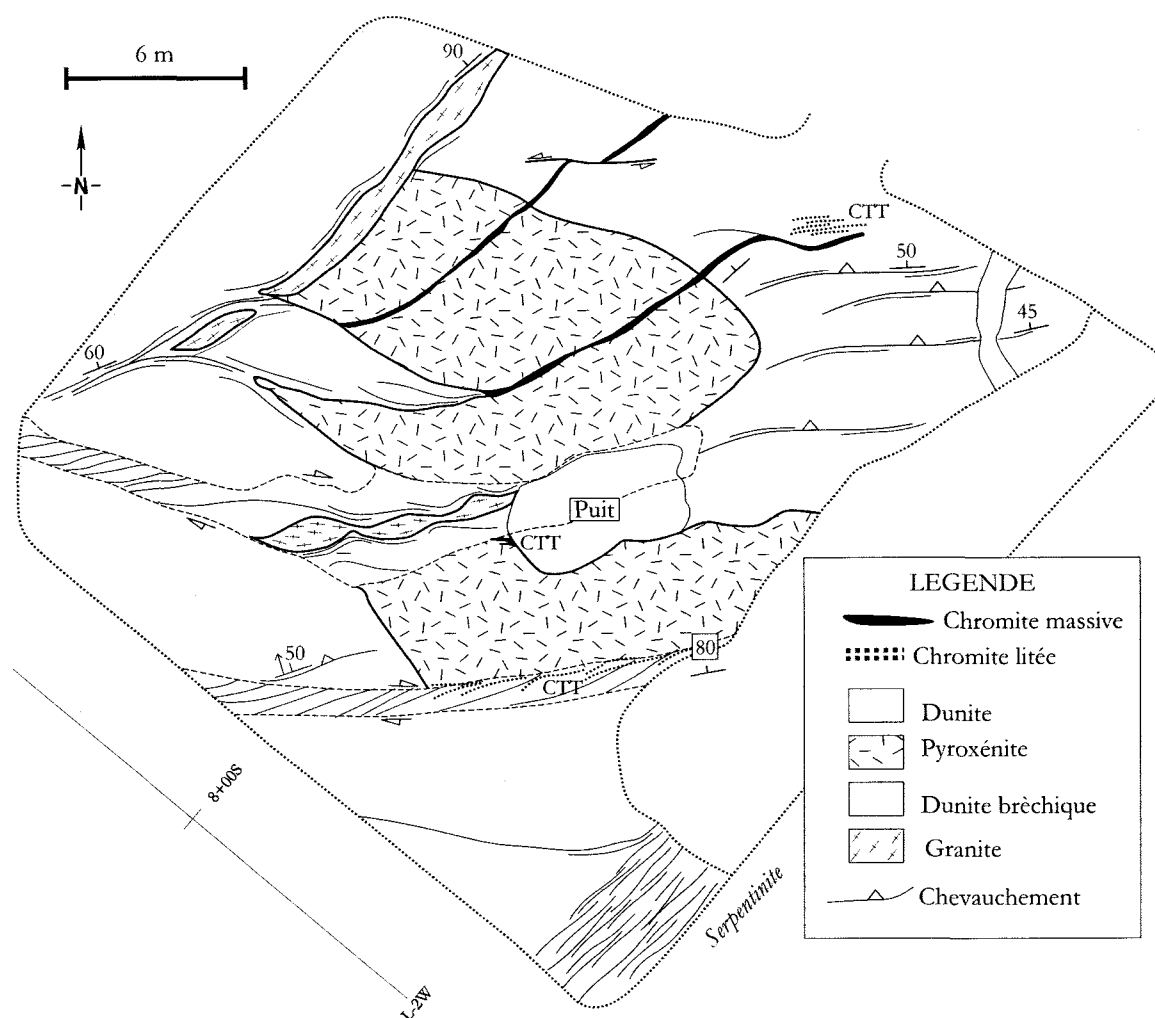 6 m
90
-N-
CTT
50
45
60
Puit
CTT
80
50
CTT
8+00S
L-2W
Serpentinite
LEGENDE
Chromite massive
Chromite litée
Dunite
Pyroxénite
Dunite brèchique
Granite
Chevauchement